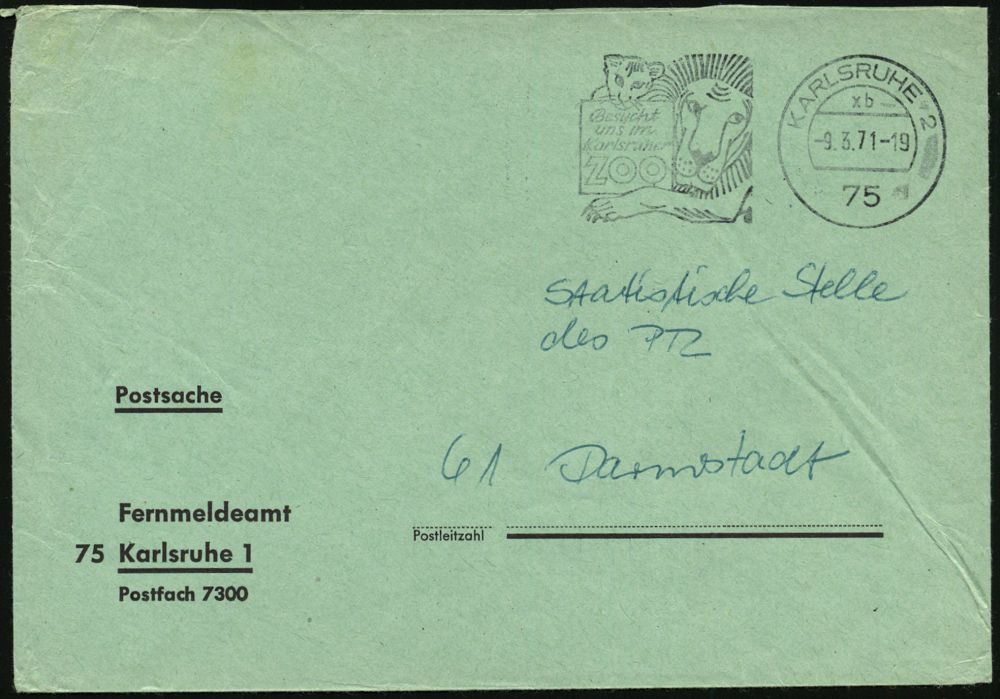 Besucht
uns im
Karlsruher
ZOO
KARLSRUHE 12
xb
-9.3.71-19
75
Statistische Stelle
des PTZ
Postsache
61 Darmstadt
Fernmeldeamt
Postleitzahl
75 Karlsruhe 1
Postfach 7300